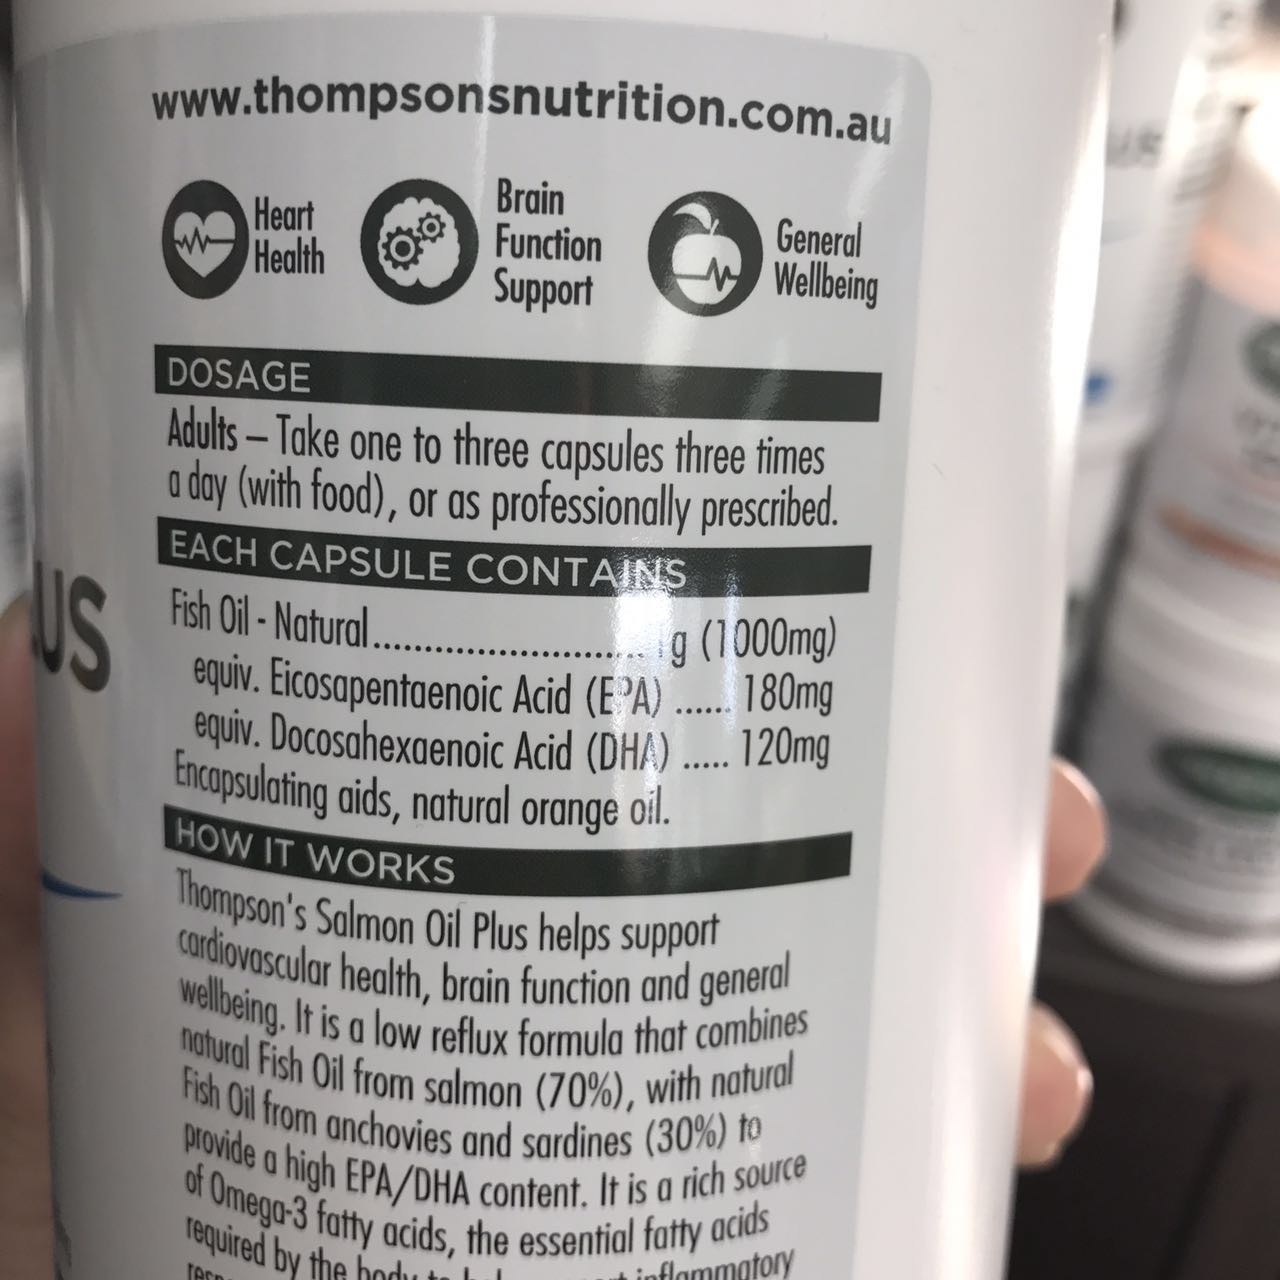 www.thompsonsnutrition.com.au
Heart
Health
Brain
Function
Support
General
Wellbeing
DOSAGE
Adults – Take one to three capsules three times
a day (with food), or as professionally prescribed.
EACH CAPSULE CONTAINS
Fish Oil - Natural ............................ 1g (1000mg)
equiv. Eicosapentaenoic Acid (EPA) ...... 180mg
equiv. Docosahexaenoic Acid (DHA) ..... 120mg
Encapsulating aids, natural orange oil.
HOW IT WORKS
Thompson's Salmon Oil Plus helps support
cardiovascular health, brain function and general
wellbeing. It is a low reflux formula that combines
natural Fish Oil from salmon (70%), with natural
Fish Oil from anchovies and sardines (30%) to
provide a high EPA/DHA content. It is a rich source
of Omega-3 fatty acids, the essential fatty acids
required by the body to
inflammatory
US